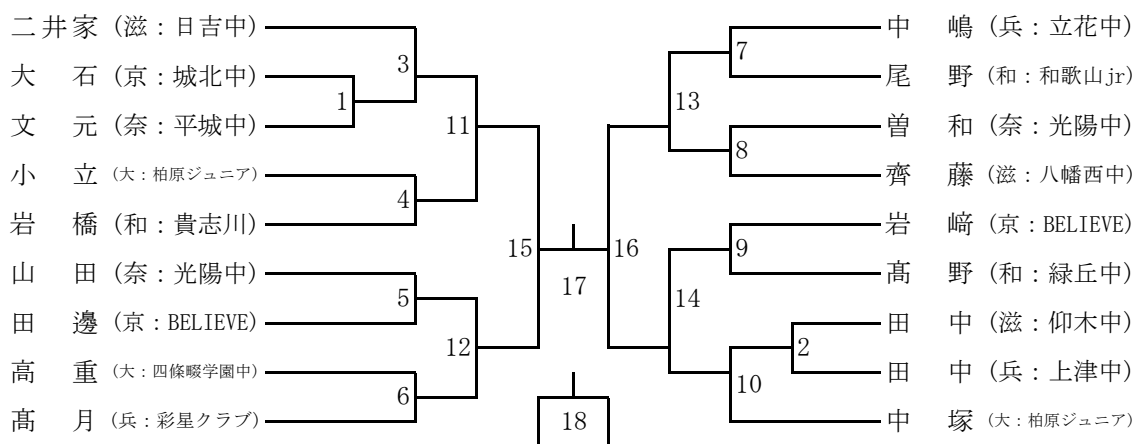 二井家 (滋:日吉中)
大石 (京:城北中)
文元 (奈:平城中)
小立 (大:柏原ジュニア)
岩橋 (和:貴志川)
山田 (奈:光陽中)
田邊 (京:BELIEVE)
高重 (大:四條畷学園中)
髙月 (兵:彩星クラブ)
3
1
11
4
15
5
12
6
17
18
16
13
7
8
14
9
2
10
中嶋 (兵:立花中)
尾野 (和:和歌山jr)
曽和 (奈:光陽中)
齊藤 (滋:八幡西中)
岩﨑 (京:BELIEVE)
髙野 (和:緑丘中)
田中 (滋:仰木中)
田中 (兵:上津中)
中塚 (大:柏原ジュニア)